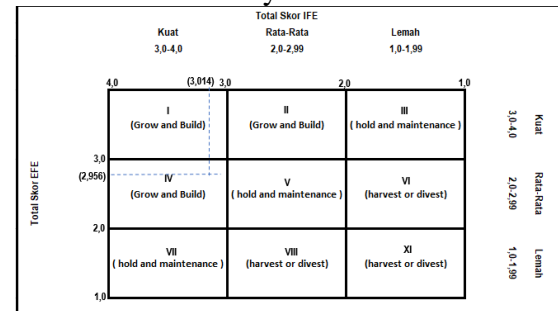 Total Skor IFE
Kuat Rata-Rata Lemah
3,0-4,0 2,0-2,99 1,0-1,99
4,0 (3,014) 3,0 2,0 1,0
I II III
(Grow and Build) (Grow and Build) ( hold and maintenance )
Kuat
3,0-4,0
3,0
(2,956)
Total Skor EFE
IV V VI
(Grow and Build) ( hold and maintenance ) (harvest or divest)
Rata-Rata
2,0-2,99
2,0
VII VIII XI
( hold and maintenance ) (harvest or divest) (harvest or divest)
Lemah
1,0-1,99
1,0